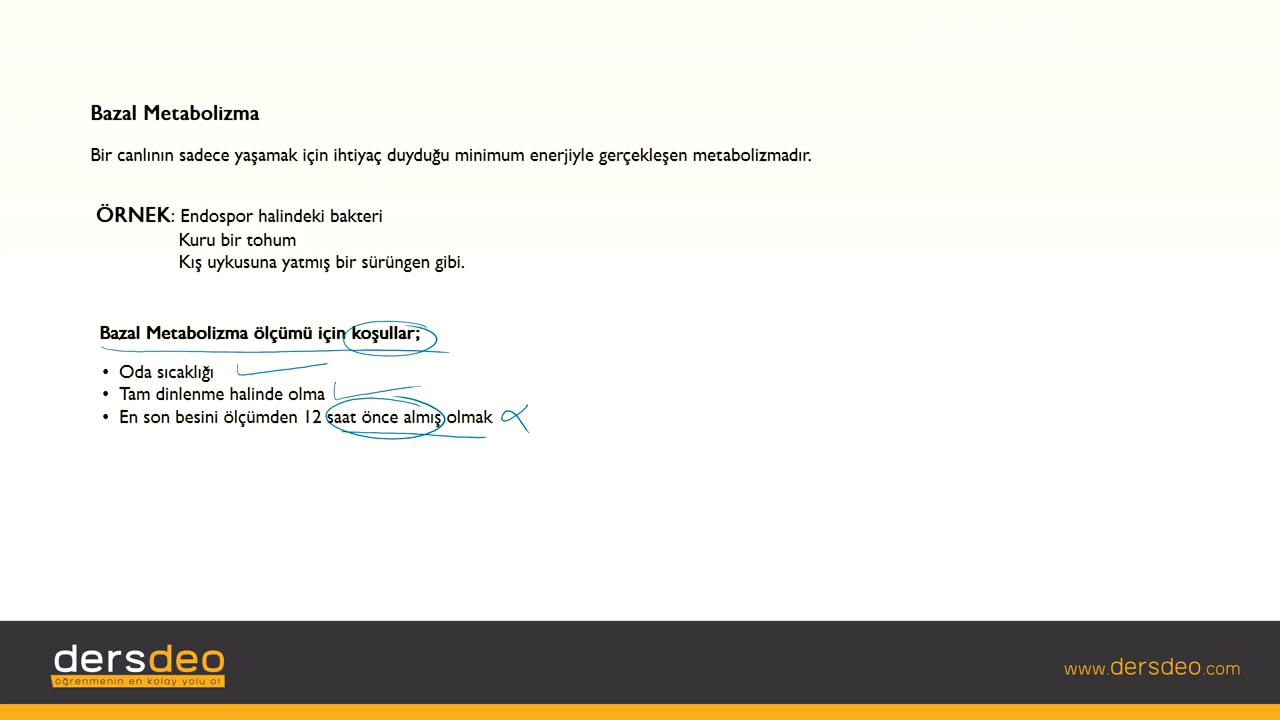 Bazal Metabolizma
Bir canlının sadece yaşamak için ihtiyaç duyduğu minimum enerjiyle gerçekleşen metabolizmadır.
ÖRNEK: Endospor halindeki bakteri
Kuru bir tohum
Kış uykusuna yatmış bir sürüngen gibi.
Bazal Metabolizma ölçümü için koşullar;
• Oda sıcaklığı
• Tam dinlenme halinde olma
• En son besini ölçümden 12 saat önce almış olmak
dersdeo
öğrenmenin en kolay yolu o!
www.dersdeo.com